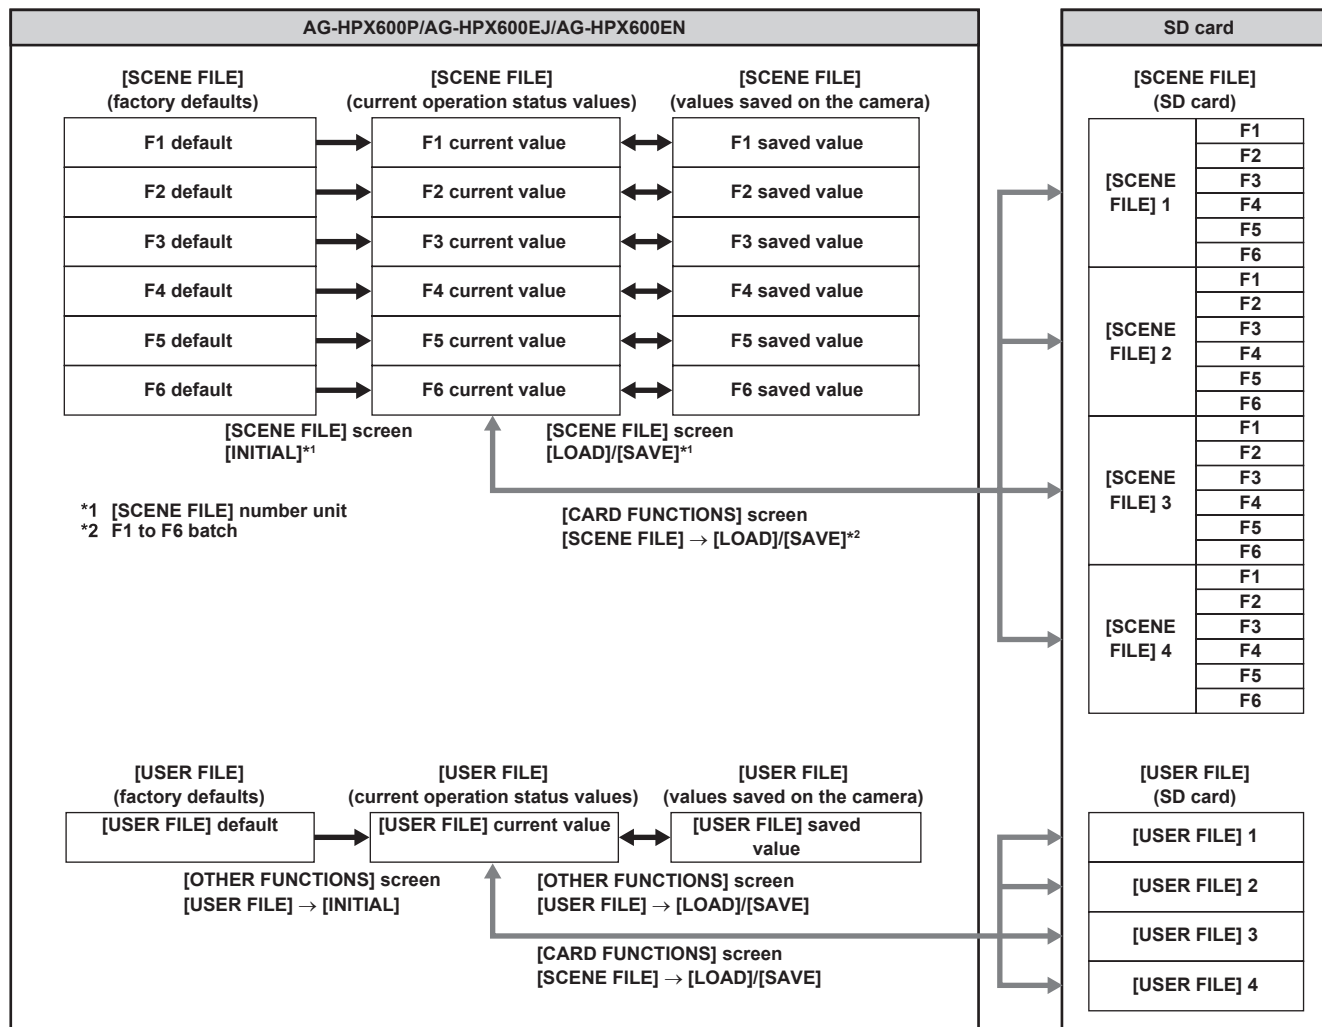 AG-HPX600P/AG-HPX600EJ/AG-HPX600EN
SD card
[SCENE FILE]
(factory defaults)
[SCENE FILE]
(current operation status values)
[SCENE FILE]
(values saved on the camera)
F1 default
F1 current value
F1 saved value
F2 default
F2 current value
F2 saved value
F3 default
F3 current value
F3 saved value
F4 default
F4 current value
F4 saved value
F5 default
F5 current value
F5 saved value
F6 default
F6 current value
F6 saved value
[SCENE FILE] screen
[INITIAL]*1
[SCENE FILE] screen
[LOAD]/[SAVE]*1
*1 [SCENE FILE] number unit
*2 F1 to F6 batch
[CARD FUNCTIONS] screen
[SCENE FILE] → [LOAD]/[SAVE]*2
[SCENE FILE]
(SD card)
[SCENE
FILE] 1
F1
F2
F3
F4
F5
F6
[SCENE
FILE] 2
F1
F2
F3
F4
F5
F6
[SCENE
FILE] 3
F1
F2
F3
F4
F5
F6
[SCENE
FILE] 4
F1
F2
F3
F4
F5
F6
[USER FILE]
(factory defaults)
[USER FILE]
(current operation status values)
[USER FILE]
(values saved on the camera)
[USER FILE] default
[USER FILE] current value
[USER FILE] saved
value
[OTHER FUNCTIONS] screen
[USER FILE] → [INITIAL]
[OTHER FUNCTIONS] screen
[USER FILE] → [LOAD]/[SAVE]
[CARD FUNCTIONS] screen
[SCENE FILE] → [LOAD]/[SAVE]
[USER FILE]
(SD card)
[USER FILE] 1
[USER FILE] 2
[USER FILE] 3
[USER FILE] 4